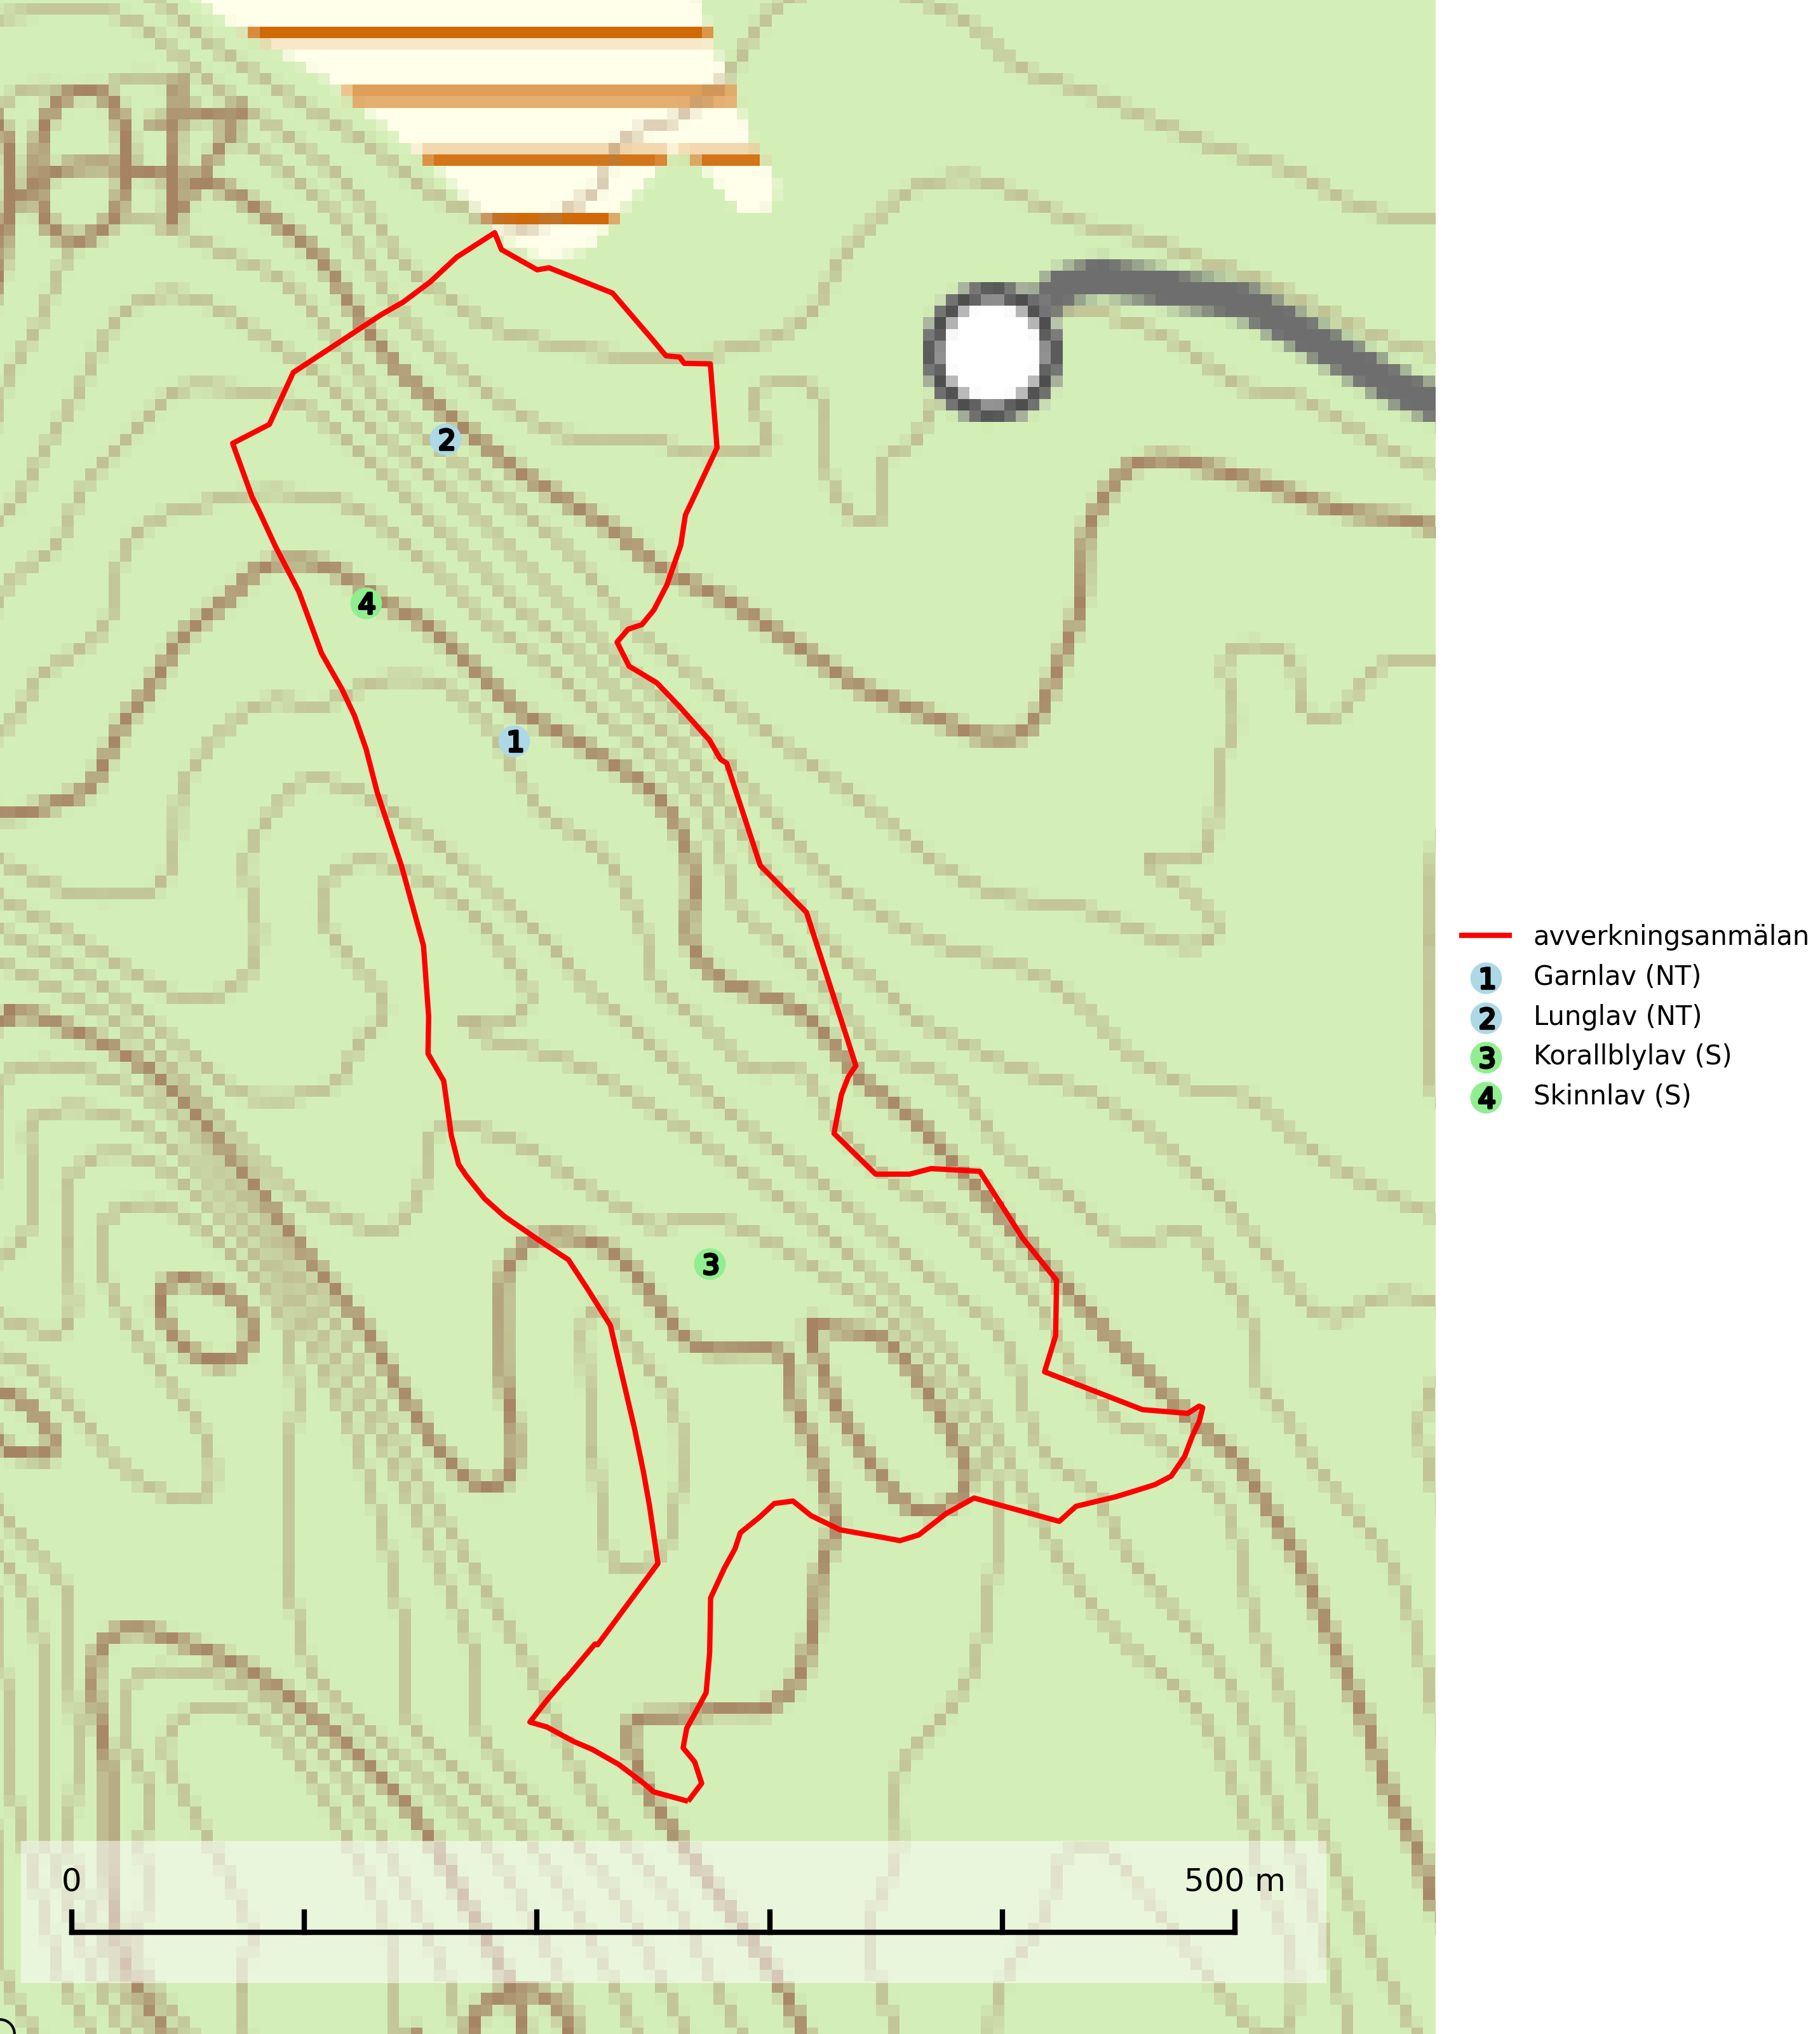 2
4
1
3
avverkningsanmälan
1 Garnlav (NT)
2 Lunglav (NT)
3 Korallblylav (S)
4 Skinnlav (S)
0 500 m